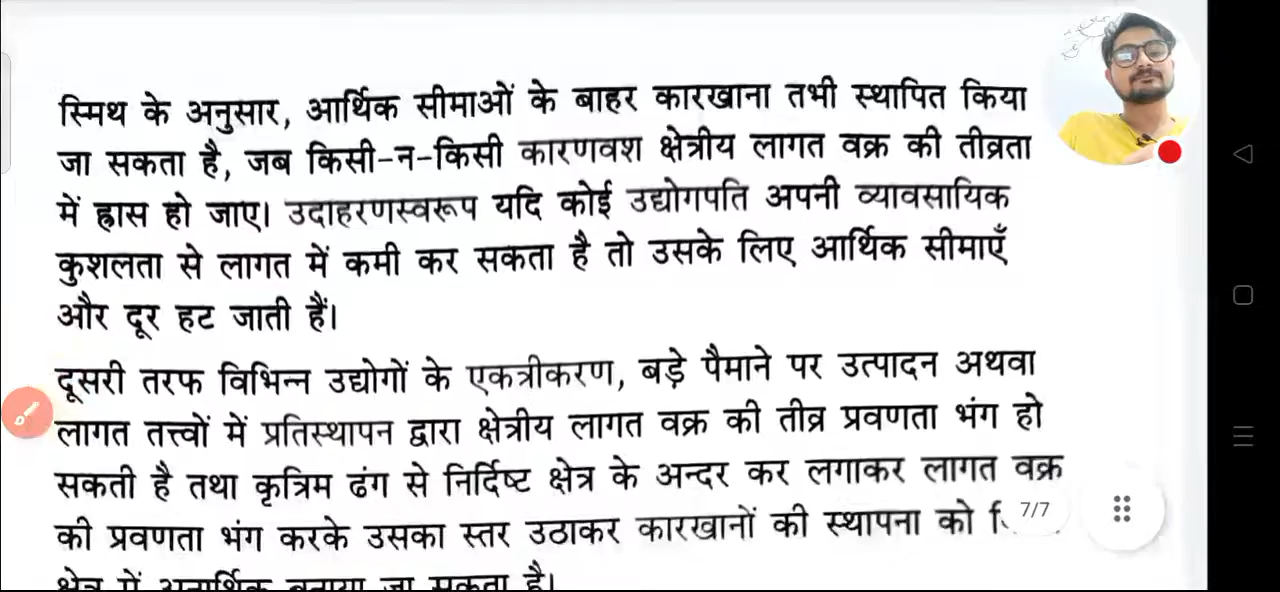 स्मिथ के अनुसार, आर्थिक सीमाओं के बाहर कारखाना तभी स्थापित किया
जा सकता है, जब किसी-न-किसी कारणवश क्षेत्रीय लागत वक्र की तीव्रता
में ह्रास हो जाए। उदाहरणस्वरूप यदि कोई उद्योगपति अपनी व्यावसायिक
कुशलता से लागत में कमी कर सकता है तो उसके लिए आर्थिक सीमाएँ
और दूर हट जाती हैं।
दूसरी तरफ विभिन्न उद्योगों के एकत्रीकरण, बड़े पैमाने पर उत्पादन अथवा
लागत तत्त्वों में प्रतिस्थापन द्वारा क्षेत्रीय लागत वक्र की तीव्र प्रवणता भंग हो
सकती है तथा कृत्रिम ढंग से निर्दिष्ट क्षेत्र के अन्दर कर लगाकर लागत वक्र
की प्रवणता भंग करके उसका स्तर उठाकर कारखानों की स्थापना को
7/7
क्षेत्र में अनार्थिक बनाया जा सकता है।